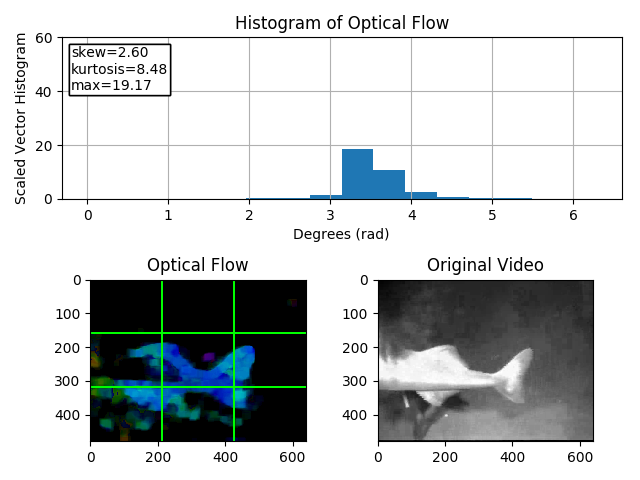 Histogram of Optical Flow
Scaled Vector Histogram
60
40
20
0
skew=2.60
kurtosis=8.48
max=19.17
0 1 2 3 4 5 6
Degrees (rad)
Optical Flow
0
100
200
300
400
0 200 400 600
Original Video
0
100
200
300
400
0 200 400 600